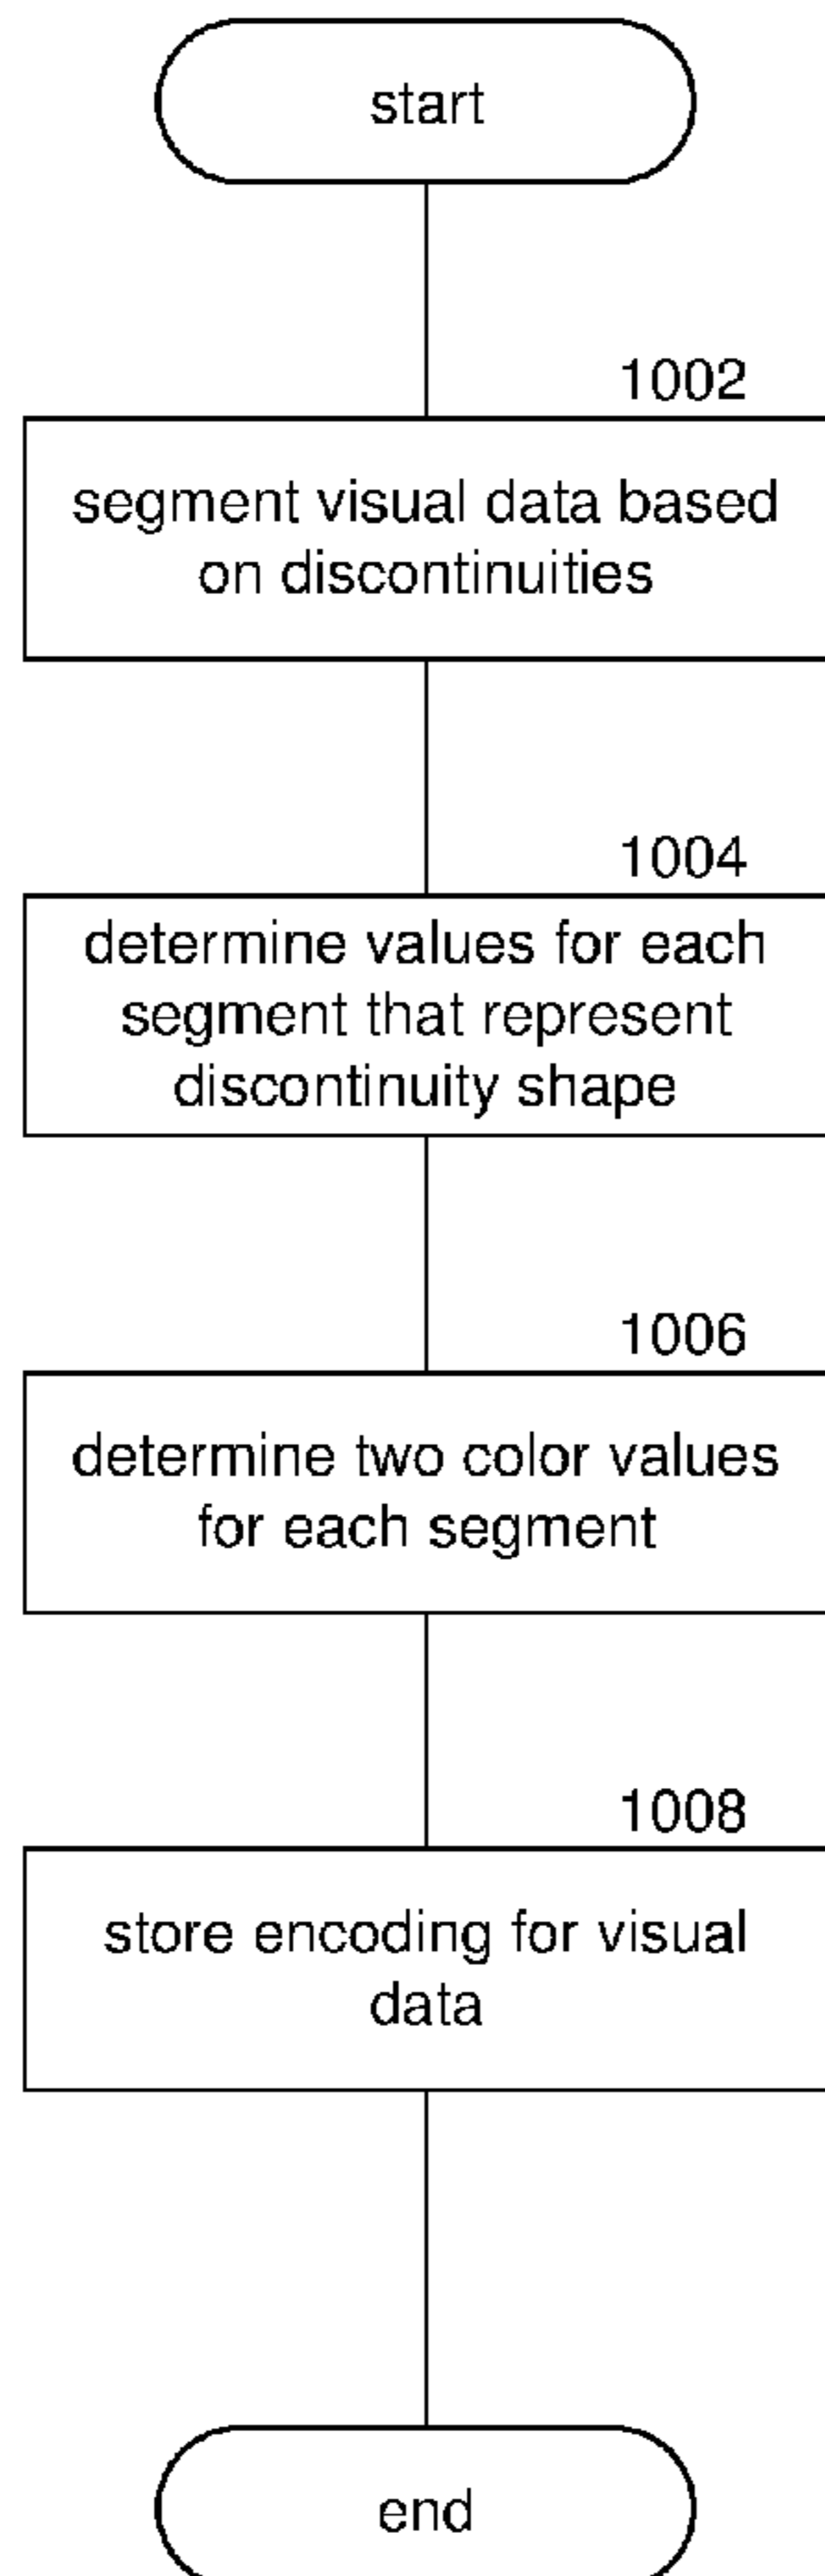 start
1002
segment visual data based
on discontinuities
1004
determine values for each
segment that represent
discontinuity shape
1006
determine two color values
for each segment
1008
store encoding for visual
data
end